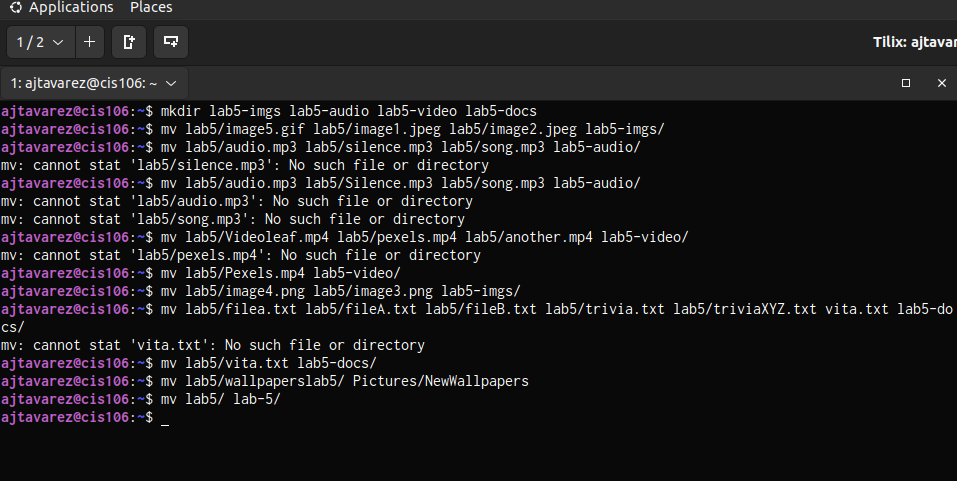 Applications Places
1 / 2
Tilix: ajtavar
1: ajtavarez@cis106: ~
ajtavarez@cis106:~$ mkdir lab5-imgs lab5-audio lab5-video lab5-docs
ajtavarez@cis106:~$ mv lab5/image5.gif lab5/image1.jpeg lab5/image2.jpeg lab5-imgs/
ajtavarez@cis106:~$ mv lab5/audio.mp3 lab5/silence.mp3 lab5/song.mp3 lab5-audio/
mv: cannot stat 'lab5/silence.mp3': No such file or directory
ajtavarez@cis106:~$ mv lab5/audio.mp3 lab5/Silence.mp3 lab5/song.mp3 lab5-audio/
mv: cannot stat 'lab5/audio.mp3': No such file or directory
mv: cannot stat 'lab5/song.mp3': No such file or directory
ajtavarez@cis106:~$ mv lab5/Videoleaf.mp4 lab5/pexels.mp4 lab5/another.mp4 lab5-video/
mv: cannot stat 'lab5/pexels.mp4': No such file or directory
ajtavarez@cis106:~$ mv lab5/Pexels.mp4 lab5-video/
ajtavarez@cis106:~$ mv lab5/image4.png lab5/image3.png lab5-imgs/
ajtavarez@cis106:~$ mv lab5/filea.txt lab5/fileA.txt lab5/fileB.txt lab5/trivia.txt lab5/triviaXYZ.txt vita.txt lab5-do
cs/
mv: cannot stat 'vita.txt': No such file or directory
ajtavarez@cis106:~$ mv lab5/vita.txt lab5-docs/
ajtavarez@cis106:~$ mv lab5/wallpaperslab5/ Pictures/NewWallpapers
ajtavarez@cis106:~$ mv lab5/ lab-5/
ajtavarez@cis106:~$ _